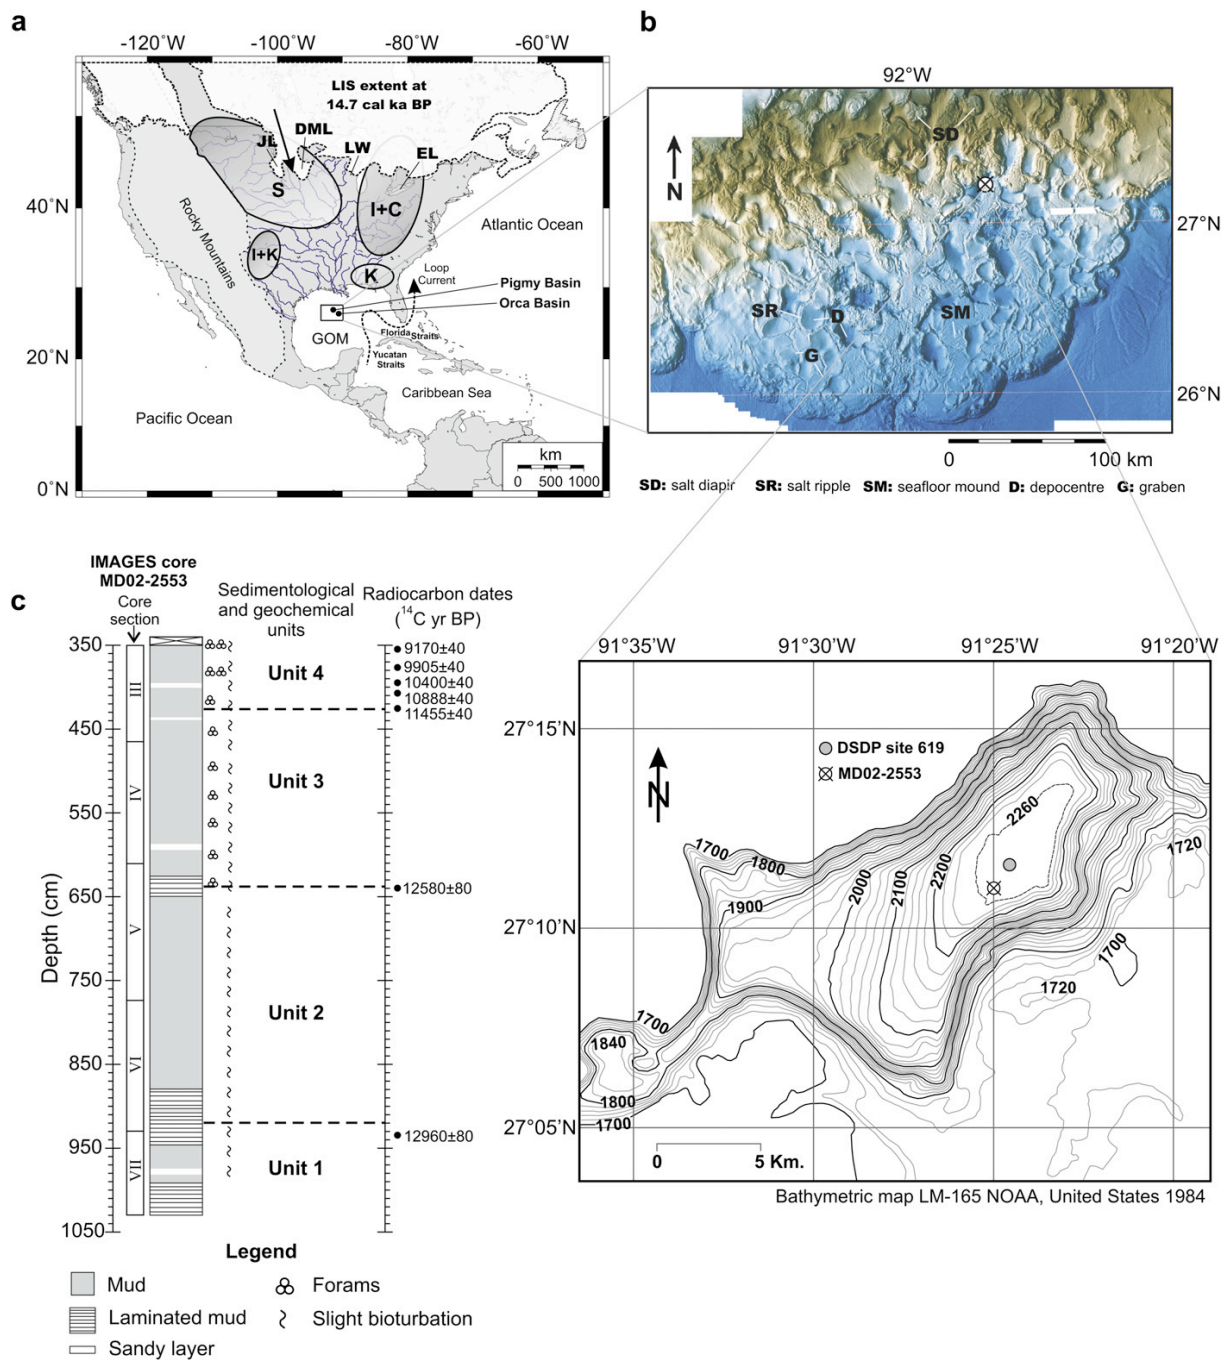 a
-120°W
-100°W
-80°W
-60°W
LIS extent at
14.7 cal ka BP
JL
DML
LW
EL
S
I+C
I+K
K
40°N
20°N
0°N
Rocky Mountains
Atlantic Ocean
Loop
Current
Pigmy Basin
Orca Basin
GOM
Florida Straits
Yucatan
Straits
Caribbean Sea
Pacific Ocean
km
0 500 1000
b
92°W
N
SD
SR
D
SM
G
27°N
26°N
0 100 km
SD: salt diapir SR: salt ripple SM: seafloor mound D: depocentre G: graben
c
IMAGES core
MD02-2553
Core
section
Sedimentological
and geochemical
units
Radiocarbon dates
(14C yr BP)
Depth (cm)
350
450
550
650
750
850
950
1050
III
IV
V
VI
VII
Unit 4
Unit 3
Unit 2
Unit 1
9170±40
9905±40
10400±40
10888±40
11455±40
12580±80
12960±80
Legend
Mud
Forams
Laminated mud
Slight bioturbation
Sandy layer
91°35'W
91°30'W
91°25'W
91°20'W
27°15'N
27°10'N
27°05'N
N
DSDP site 619
MD02-2553
2260
1700
1800
1900
2000
2100
2200
1720
1700
1720
1700
1840
1800
1700
0 5 Km.
Bathymetric map LM-165 NOAA, United States 1984